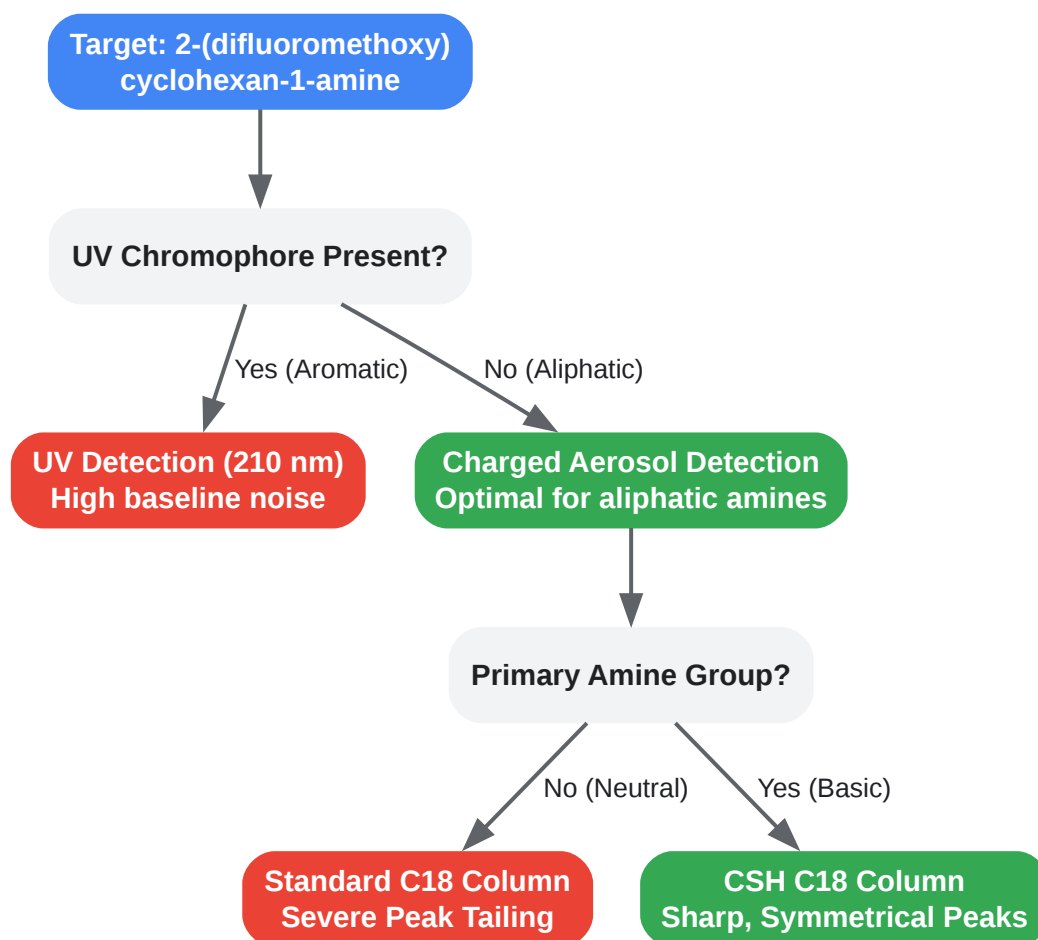 Target: 2-(difluoromethoxy)
cyclohexan-1-amine
UV Chromophore Present?
Yes (Aromatic)
No (Aliphatic)
UV Detection (210 nm)
High baseline noise
Charged Aerosol Detection
Optimal for aliphatic amines
Primary Amine Group?
No (Neutral)
Yes (Basic)
Standard C18 Column
Severe Peak Tailing
CSH C18 Column
Sharp, Symmetrical Peaks